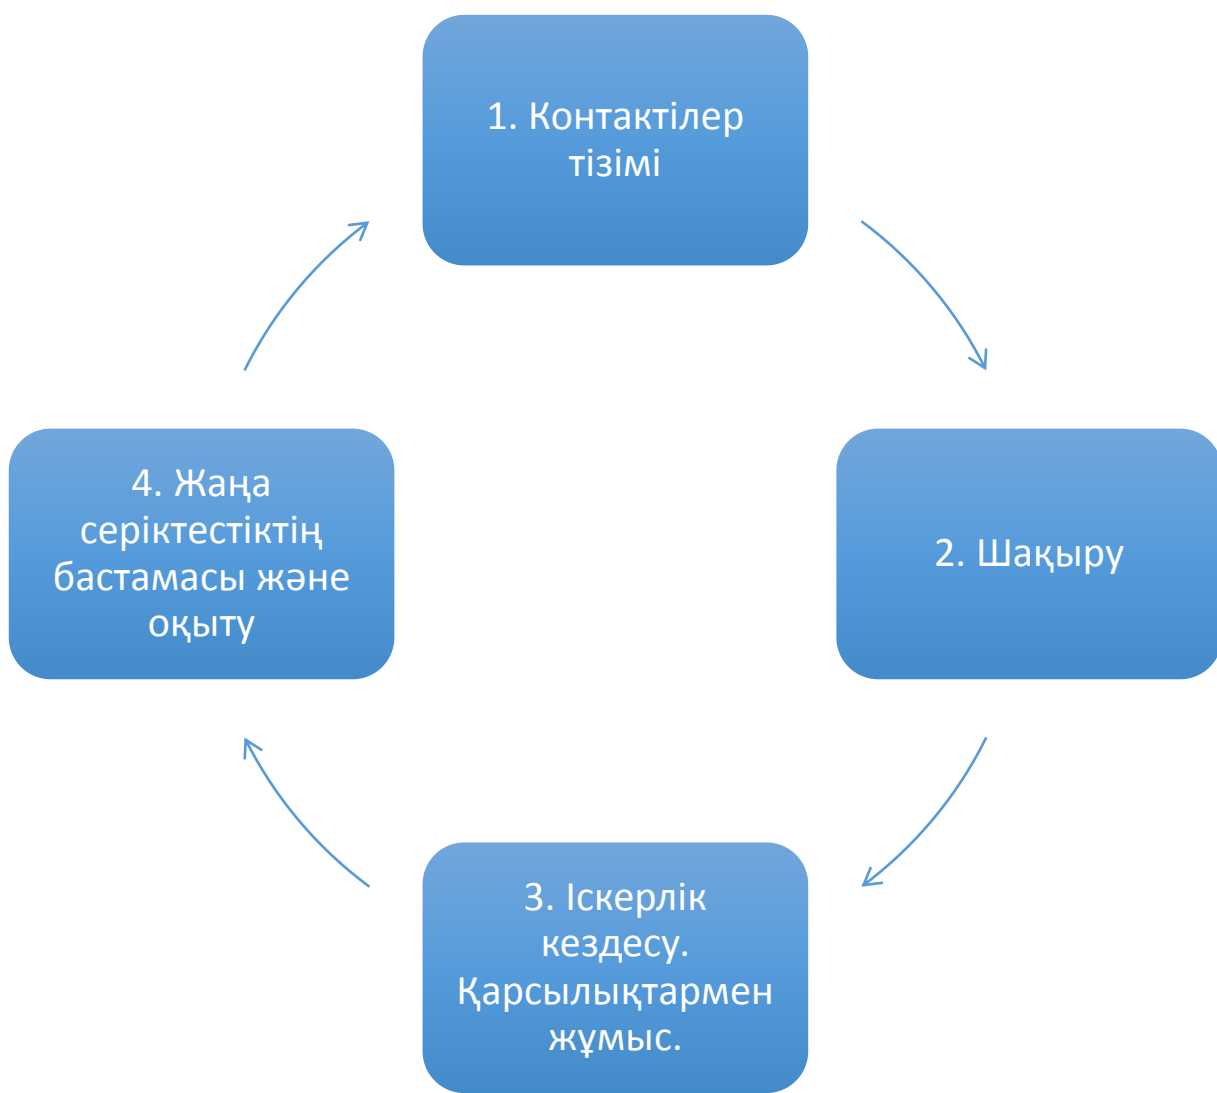 1. Контактілер
тізімі
2. Шақыру
3. Іскерлік
кездесу.
Қарсылықтармен
жұмыс.
4. Жаңа
серіктестіктің
бастамасы және
оқыту